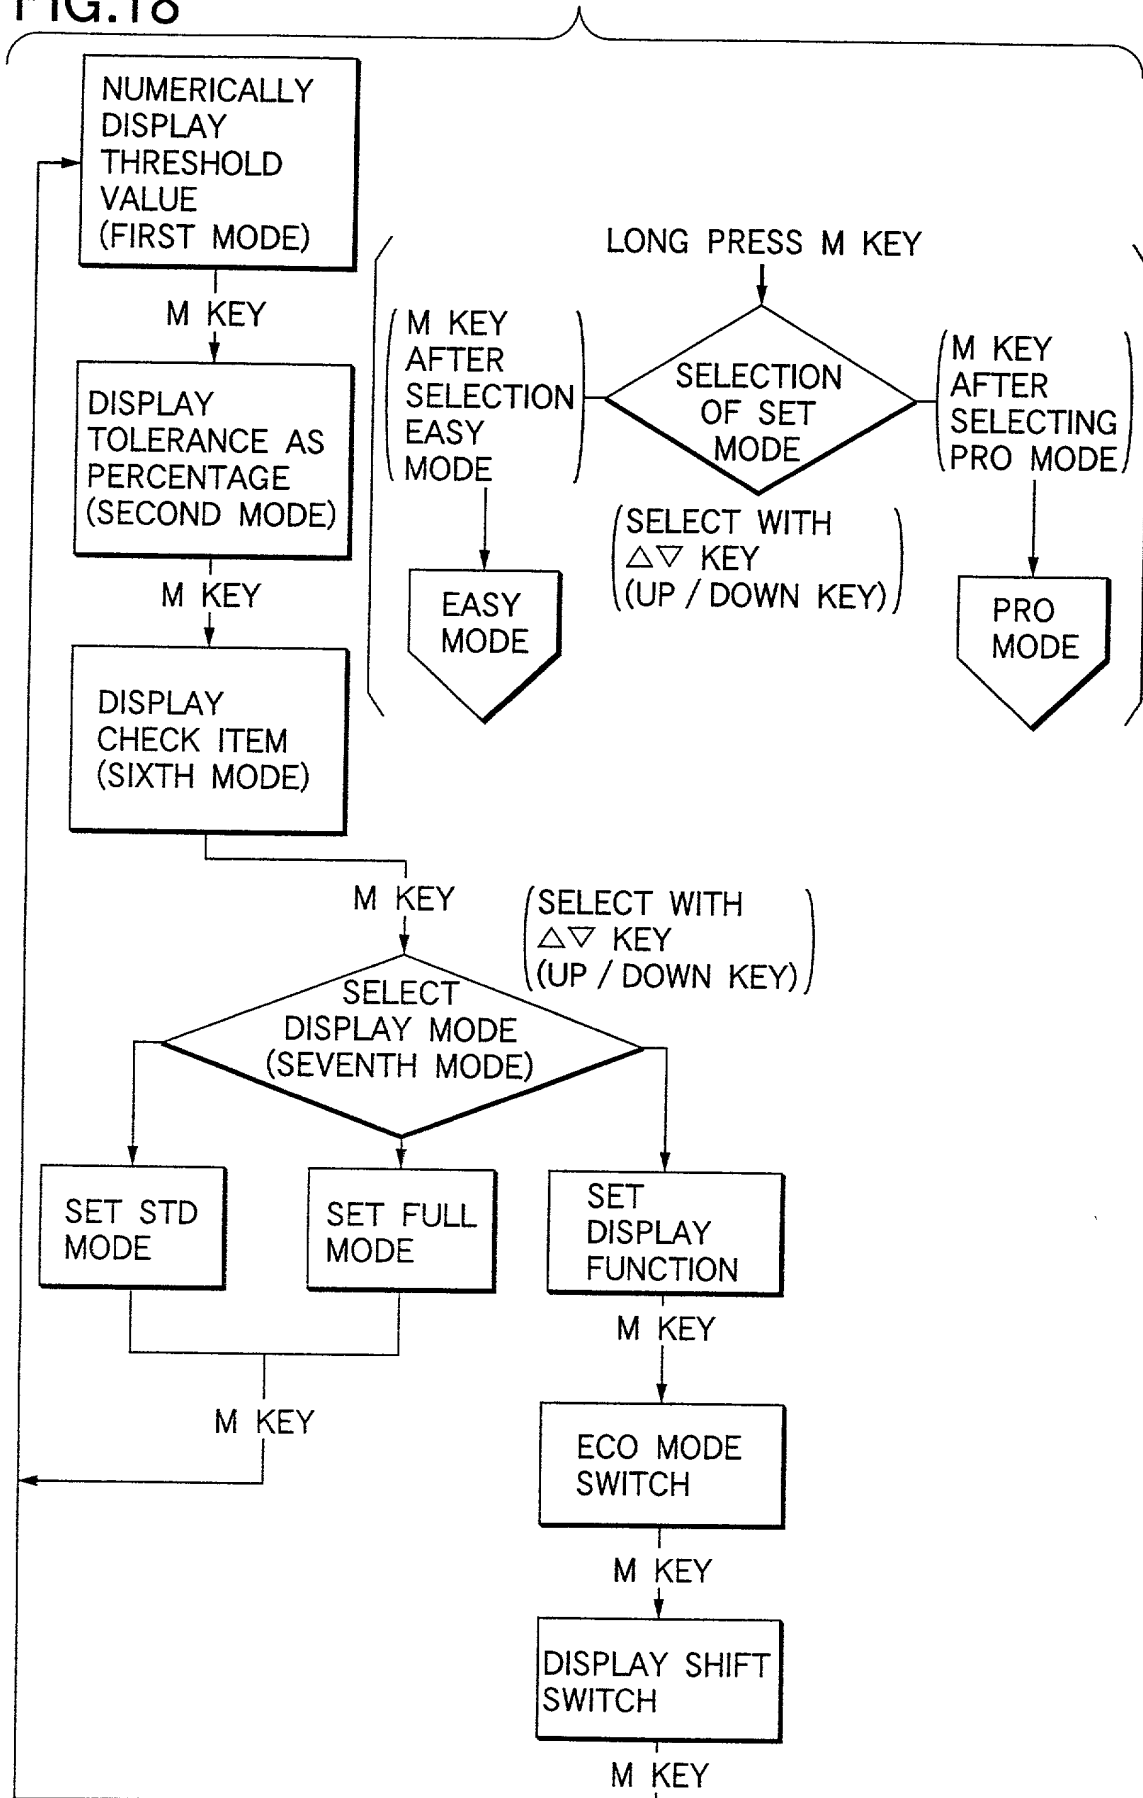 FIG.18
NUMERICALLY
DISPLAY
THRESHOLD
VALUE
(FIRST MODE)
M KEY
DISPLAY
TOLERANCE AS
PERCENTAGE
(SECOND MODE)
M KEY
DISPLAY
CHECK ITEM
(SIXTH MODE)
LONG PRESS M KEY
SELECTION
OF SET
MODE
(M KEY
AFTER
SELECTION
EASY
MODE)
(M KEY
AFTER
SELECTING
PRO MODE)
(SELECT WITH
△▽ KEY
(UP / DOWN KEY))
EASY
MODE
PRO
MODE
M KEY
(SELECT WITH
△▽ KEY
(UP / DOWN KEY))
SELECT
DISPLAY MODE
(SEVENTH MODE)
SET STD
MODE
SET FULL
MODE
SET
DISPLAY
FUNCTION
M KEY
M KEY
ECO MODE
SWITCH
M KEY
DISPLAY SHIFT
SWITCH
M KEY